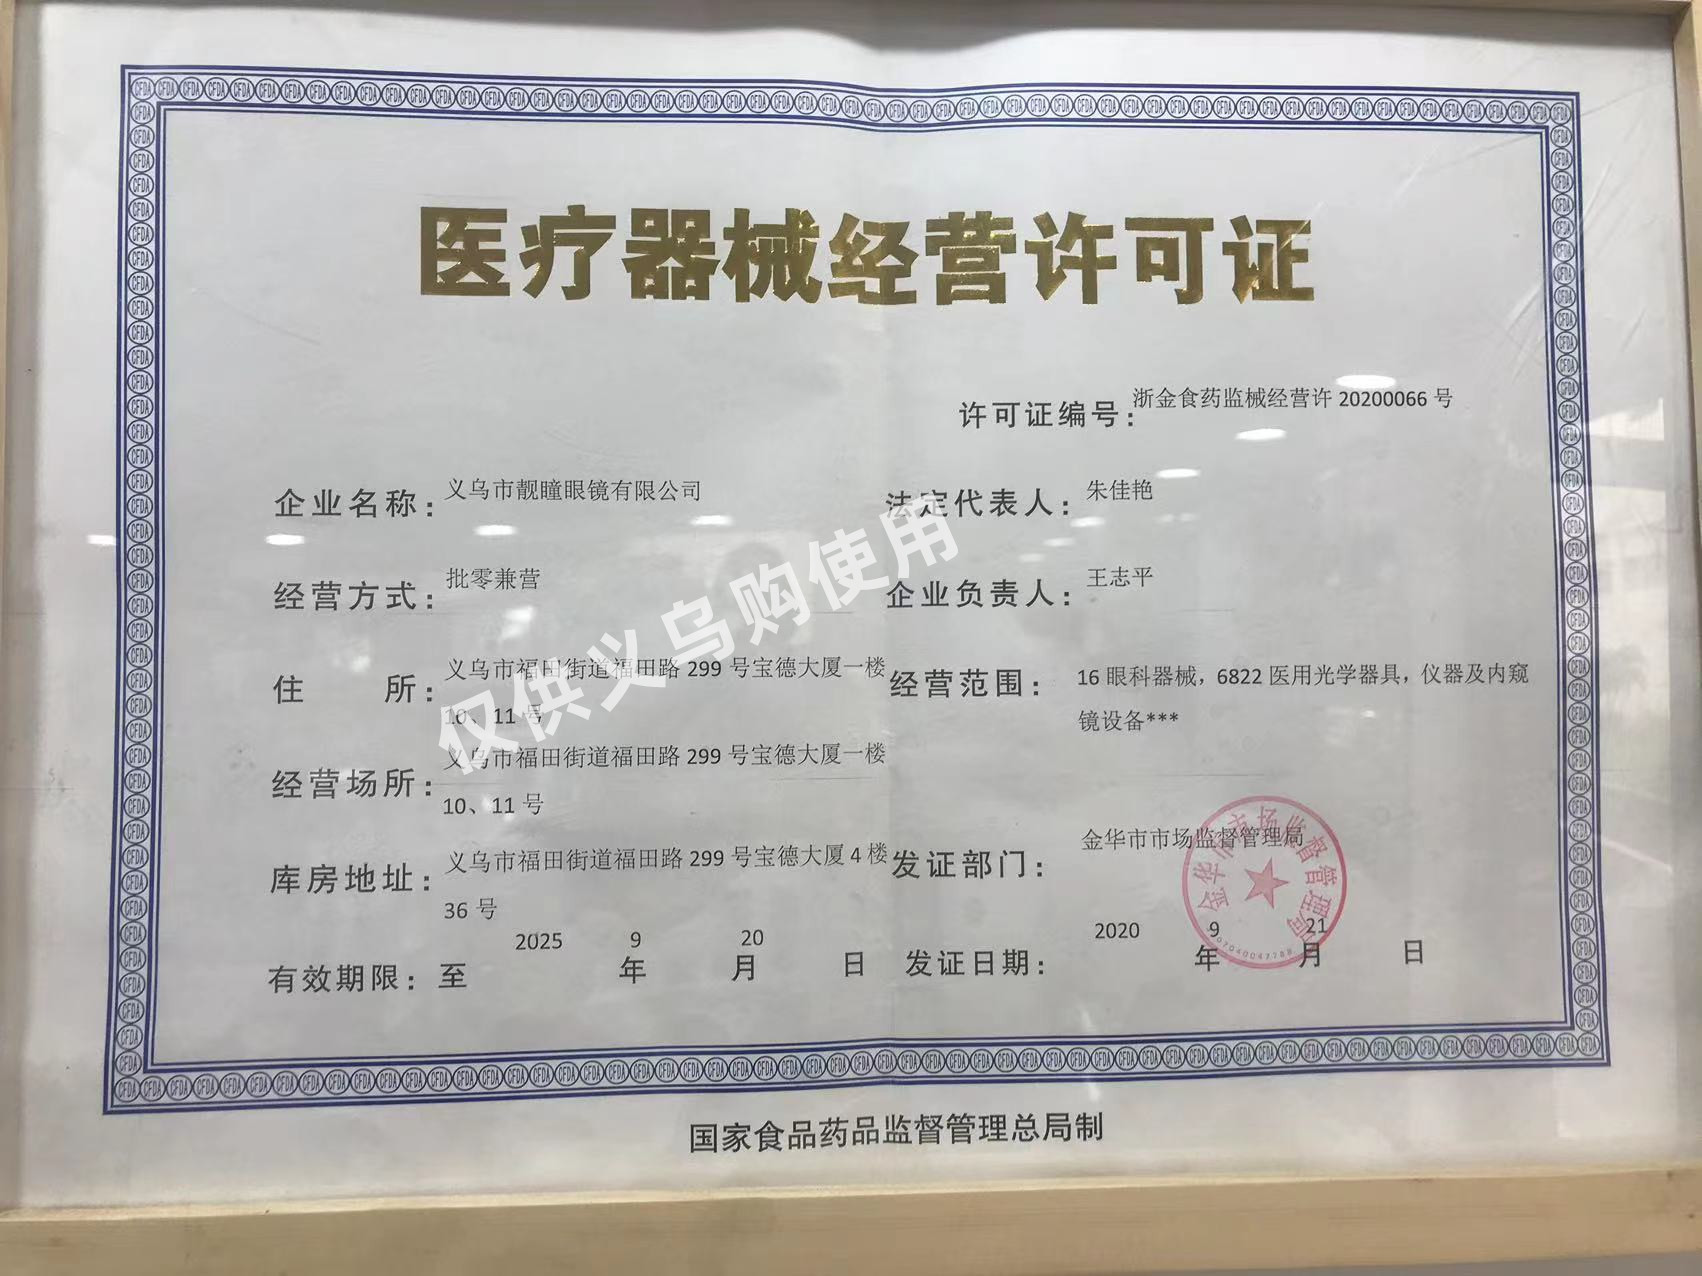 医疗器械经营许可证
许可证编号：浙金食药监械经营许 20200066 号
企业名称：义乌市靓瞳眼镜有限公司
法定代表人：朱佳艳
经营方式：批零兼营
企业负责人：王志平
住 所：义乌市福田街道福田路 299 号宝德大厦一楼
10、11 号
经营范围：16 眼科器械，6822 医用光学器具，仪器及内窥
镜设备***
经营场所：义乌市福田街道福田路 299 号宝德大厦一楼
10、11 号
库房地址：义乌市福田街道福田路 299 号宝德大厦 4 楼
36 号
发证部门：金华市市场监督管理局
有效期限：至 2025 年 9 月 20 日
发证日期：2020 年 9 月 21 日
金华市市场监督管理局
国家食品药品监督管理总局制
仅供义乌购使用